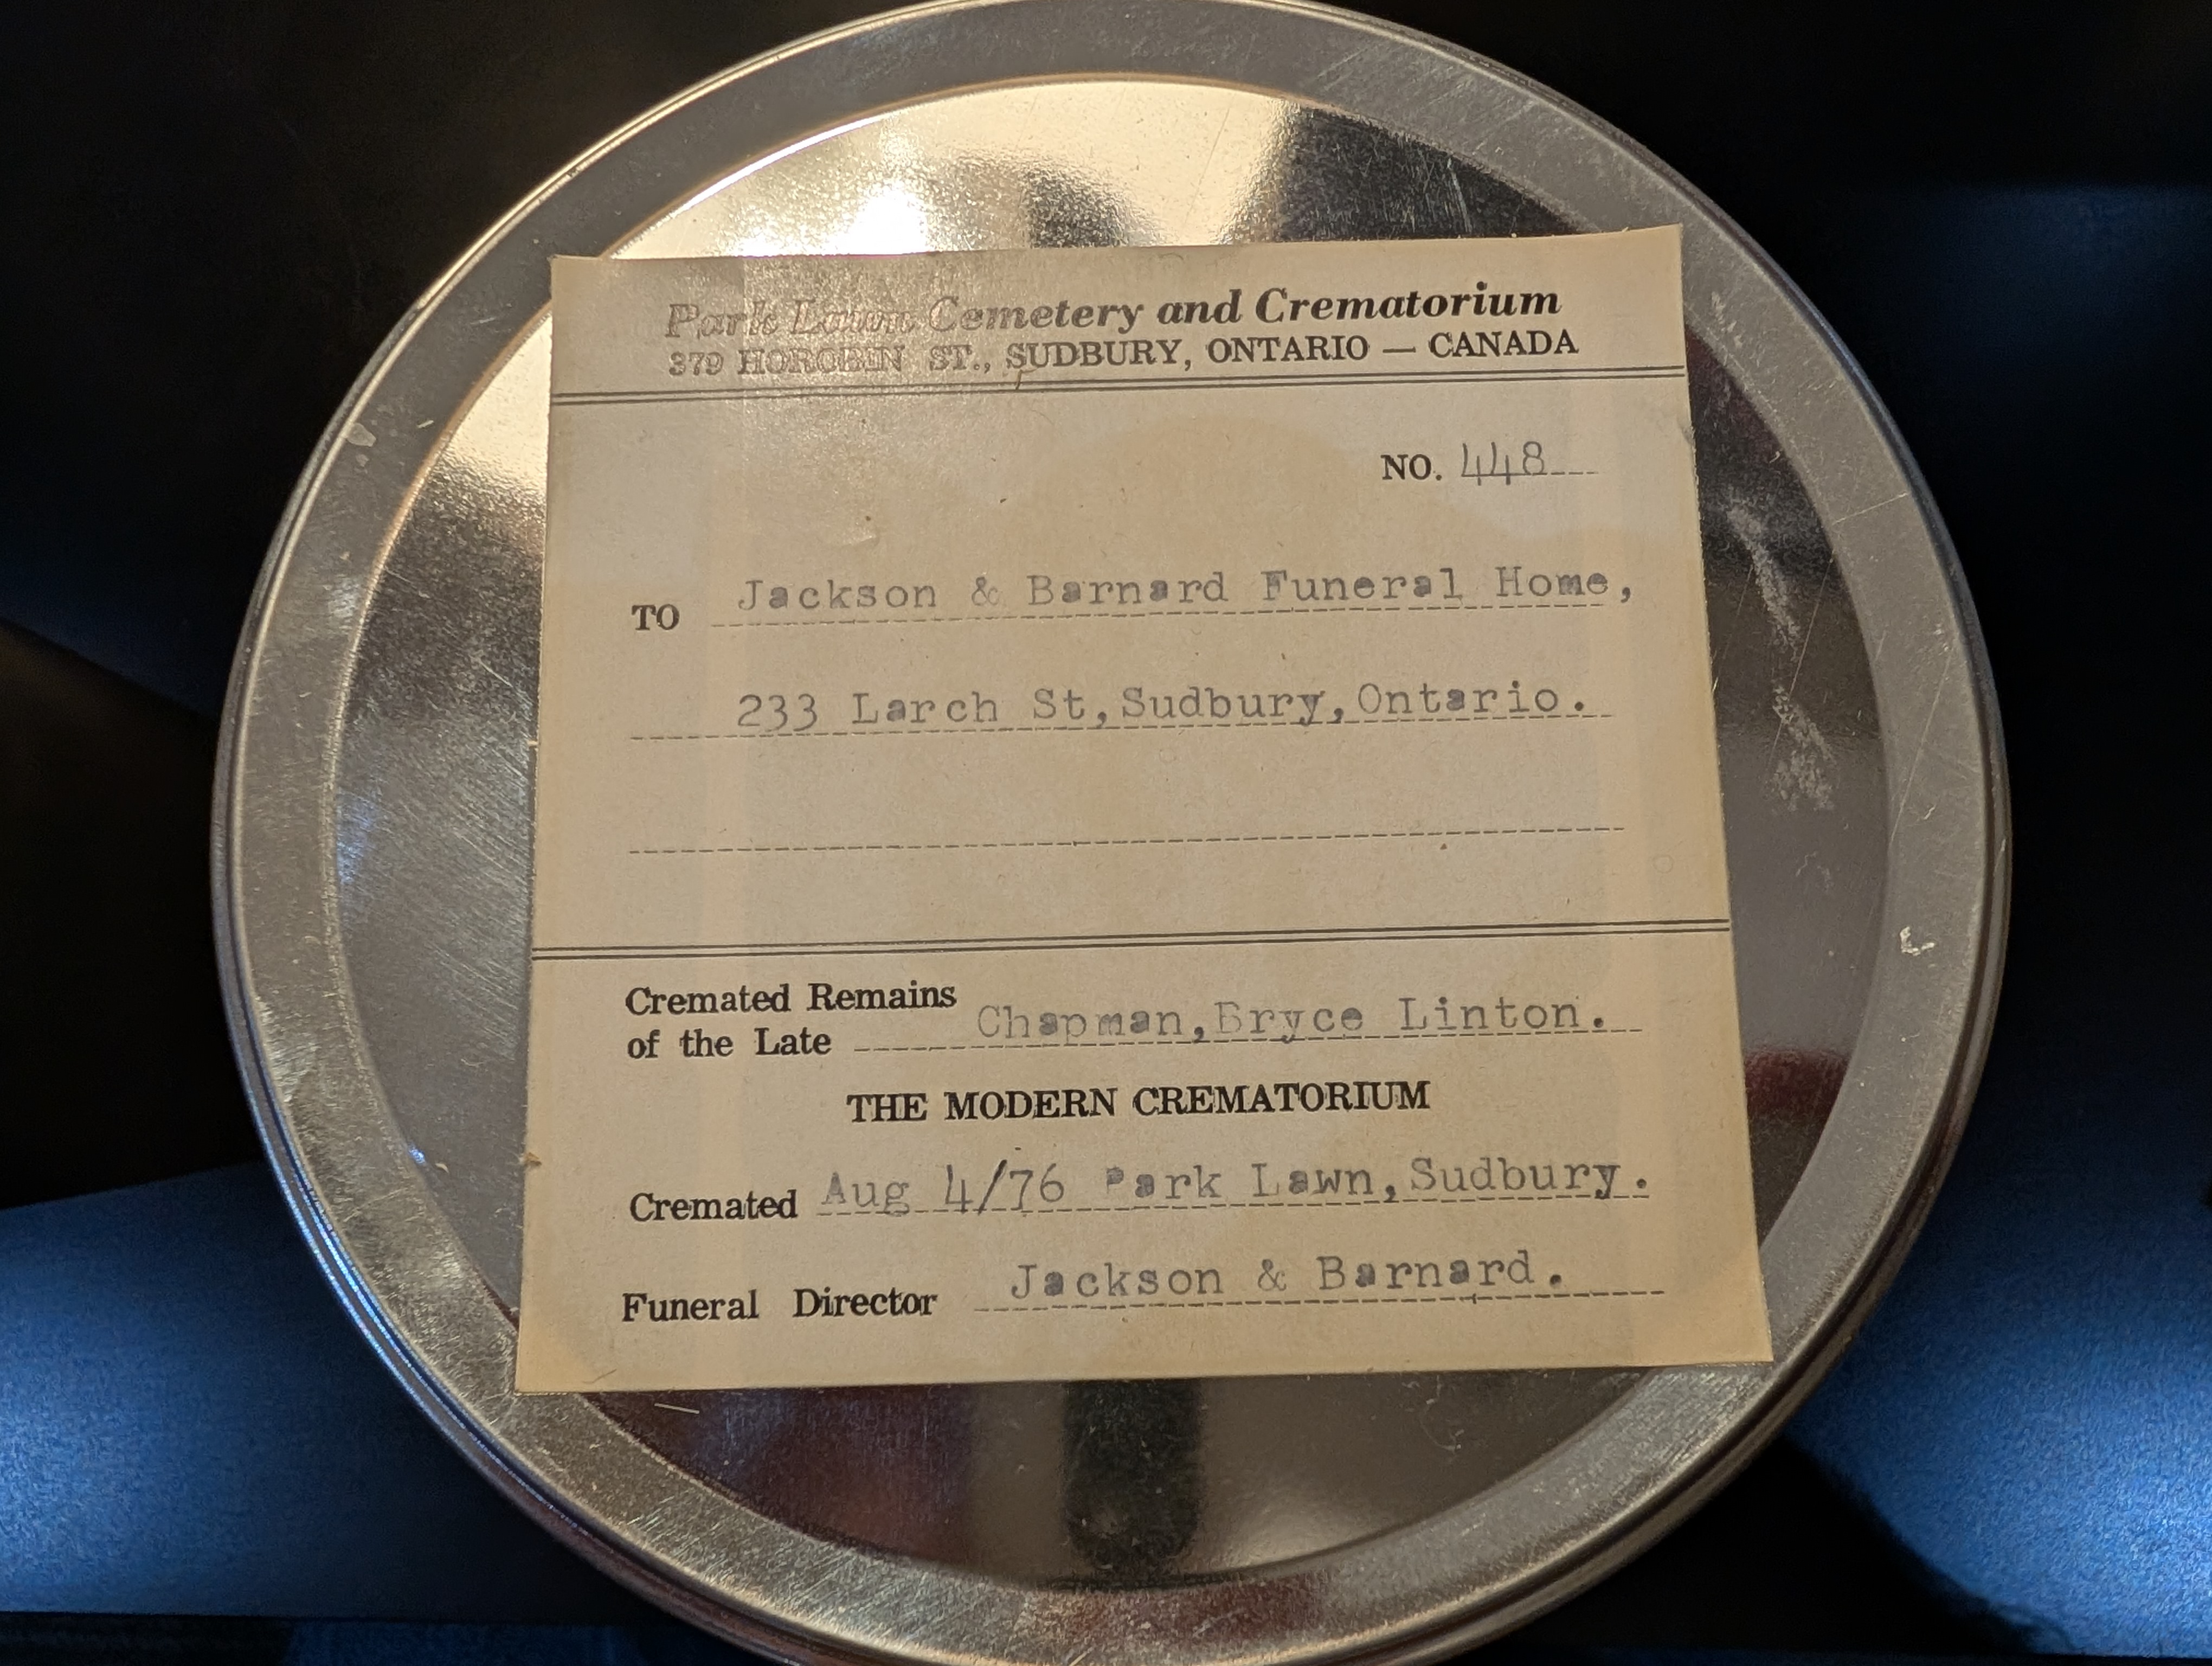 Park Lawn Cemetery and Crematorium
379 HOROBIN ST., SUDBURY, ONTARIO — CANADA
NO. 448
TO Jackson & Barnard Funeral Home,
233 Larch St,Sudbury,Ontario.
Cremated Remains
of the Late Chapman,Bryce Linton.
THE MODERN CREMATORIUM
Cremated Aug 4/76 Park Lawn,Sudbury.
Funeral Director Jackson & Barnard.